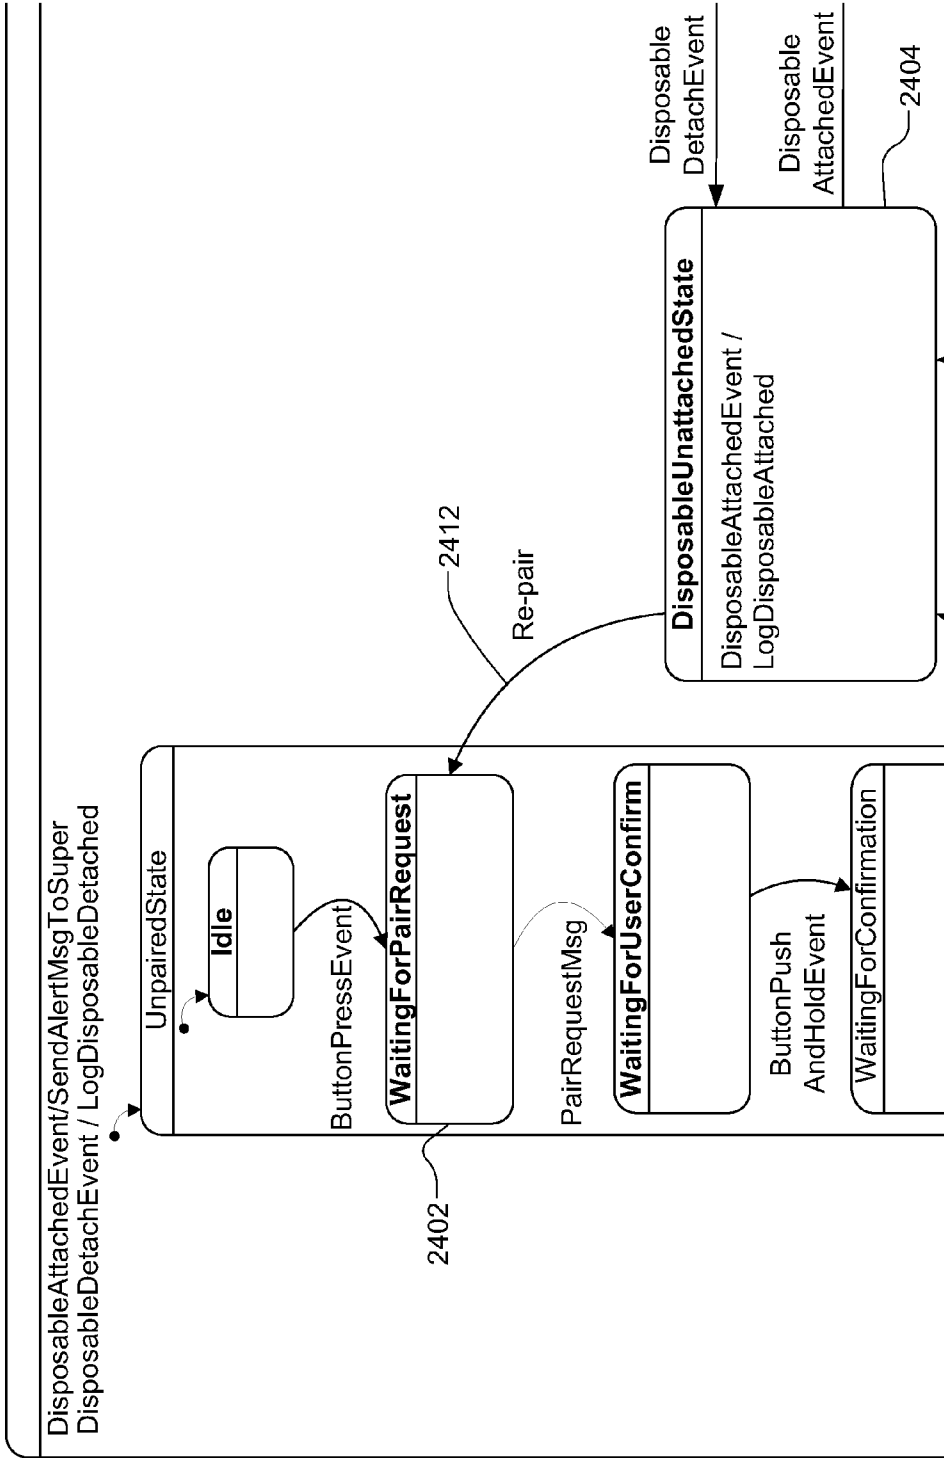 DisposableAttachedEvent/SendAlertMsgToSuper
DisposableDetachEvent / LogDisposableDetached
UnpairedState
Idle
ButtonPressEvent
WaitingForPairRequest
2402
PairRequestMsg
WaitingForUserConfirm
ButtonPush
AndHoldEvent
WaitingForConfirmation
2412
Re-pair
DisposableUnattachedState
DisposableAttachedEvent /
LogDisposableAttached
Disposable
DetachEvent
Disposable
AttachedEvent
2404